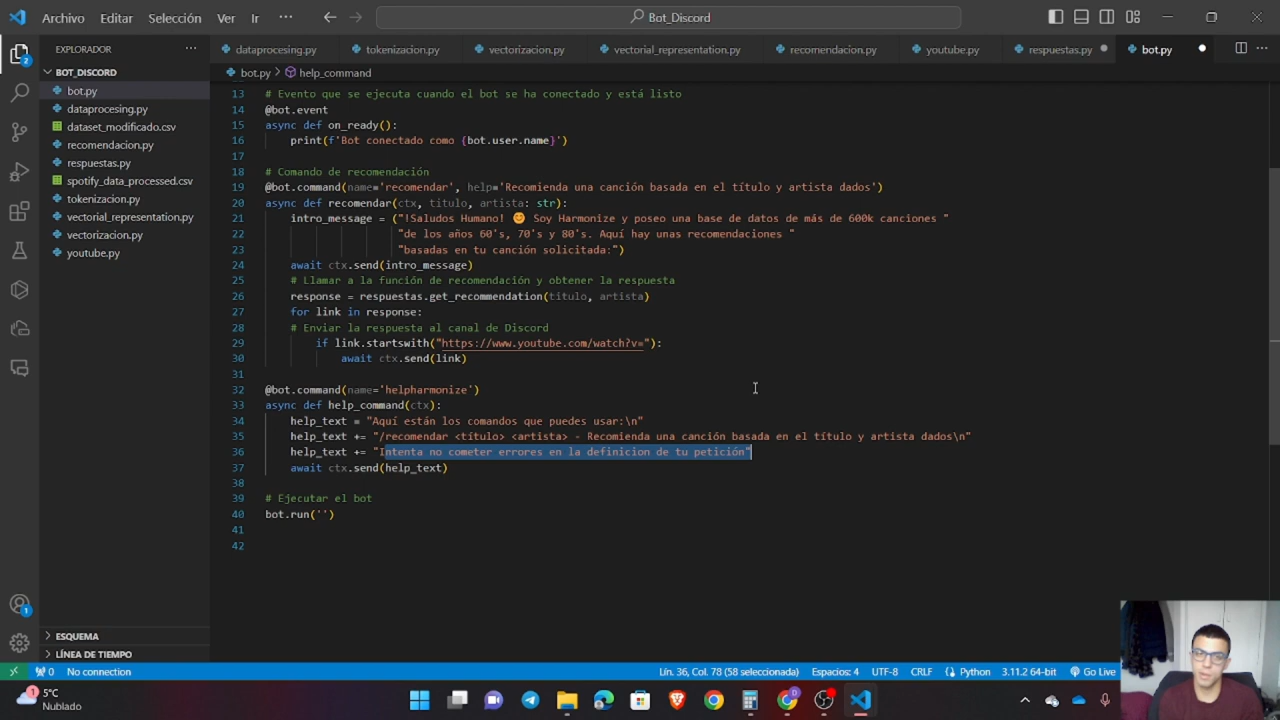 Archivo Editar Selección Ver Ir ··· Bot_Discord
EXPLORADOR ···
BOT_DISCORD
bot.py
dataprocesing.py
dataset_modificado.csv
recomendacion.py
respuestas.py
spotify_data_processed.csv
tokenizacion.py
vectorial_representation.py
vectorizacion.py
youtube.py
ESQUEMA
LÍNEA DE TIEMPO
dataprocesing.py tokenizacion.py vectorizacion.py vectorial_representation.py recomendacion.py youtube.py respuestas.py bot.py
bot.py > help_command
13 # Evento que se ejecuta cuando el bot se ha conectado y está listo
14 @bot.event
15 async def on_ready():
16 print(f'Bot conectado como {bot.user.name}')
17
18 # Comando de recomendación
19 @bot.command(name='recomendar', help='Recomienda una canción basada en el título y artista dados')
20 async def recomendar(ctx, titulo, artista: str):
21 intro_message = ("!Saludos Humano! 😊 Soy Harmonize y poseo una base de datos de más de 600k canciones "
22 "de los años 60's, 70's y 80's. Aquí hay unas recomendaciones "
23 "basadas en tu canción solicitada:")
24 await ctx.send(intro_message)
25 # Llamar a la función de recomendación y obtener la respuesta
26 response = respuestas.get_recommendation(titulo, artista)
27 for link in response:
28 # Enviar la respuesta al canal de Discord
29 if link.startswith("https://www.youtube.com/watch?v="):
30 await ctx.send(link)
31
32 @bot.command(name='helpharmonize')
33 async def help_command(ctx):
34 help_text = "Aquí están los comandos que puedes usar:\n"
35 help_text += "/recomendar <título> <artista> - Recomienda una canción basada en el título y artista dados\n"
36 help_text += "Intenta no cometer errores en la definicion de tu petición"
37 await ctx.send(help_text)
38
39 # Ejecutar el bot
40 bot.run('')
41
42
0 No connection Lín. 36, Col. 78 (58 seleccionada) Espacios: 4 UTF-8 CRLF Python 3.11.2 64-bit Go Live
5°C
Nublado